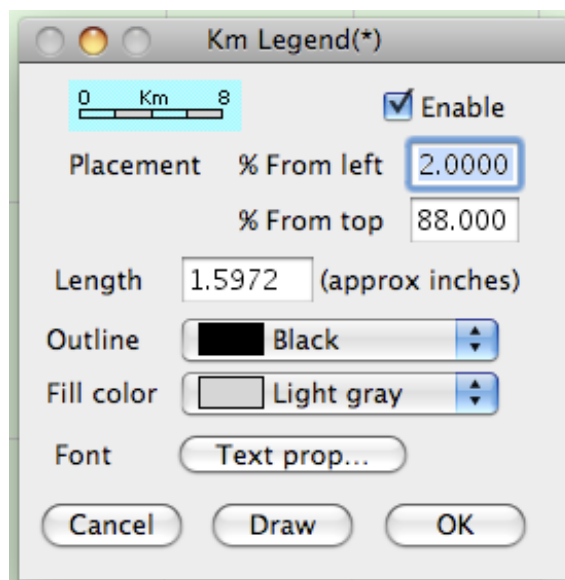 Km Legend(*)
0 Km 8
Enable
Placement % From left 2.0000
% From top 88.000
Length 1.5972 (approx inches)
Outline Black
Fill color Light gray
Font Text prop...
Cancel Draw OK